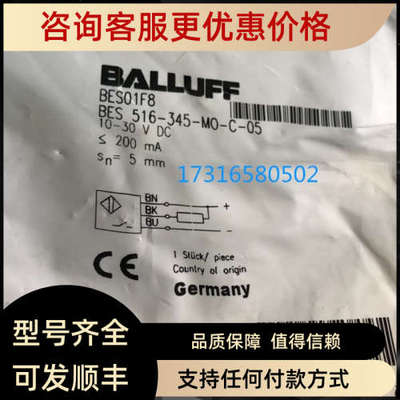 咨询客服更优惠价格
BALLUFF
BES01F8
BES 516-345-MO-C-05
10-30 V DC
≤ 200 mA
sn= 5 mm
17316580502
BN
+
BK
BU
-
1 Stück/ piece
Country of origin
Germany
CE
型号齐全
可发顺丰
品质保障 值得信赖
支持任何付款方式